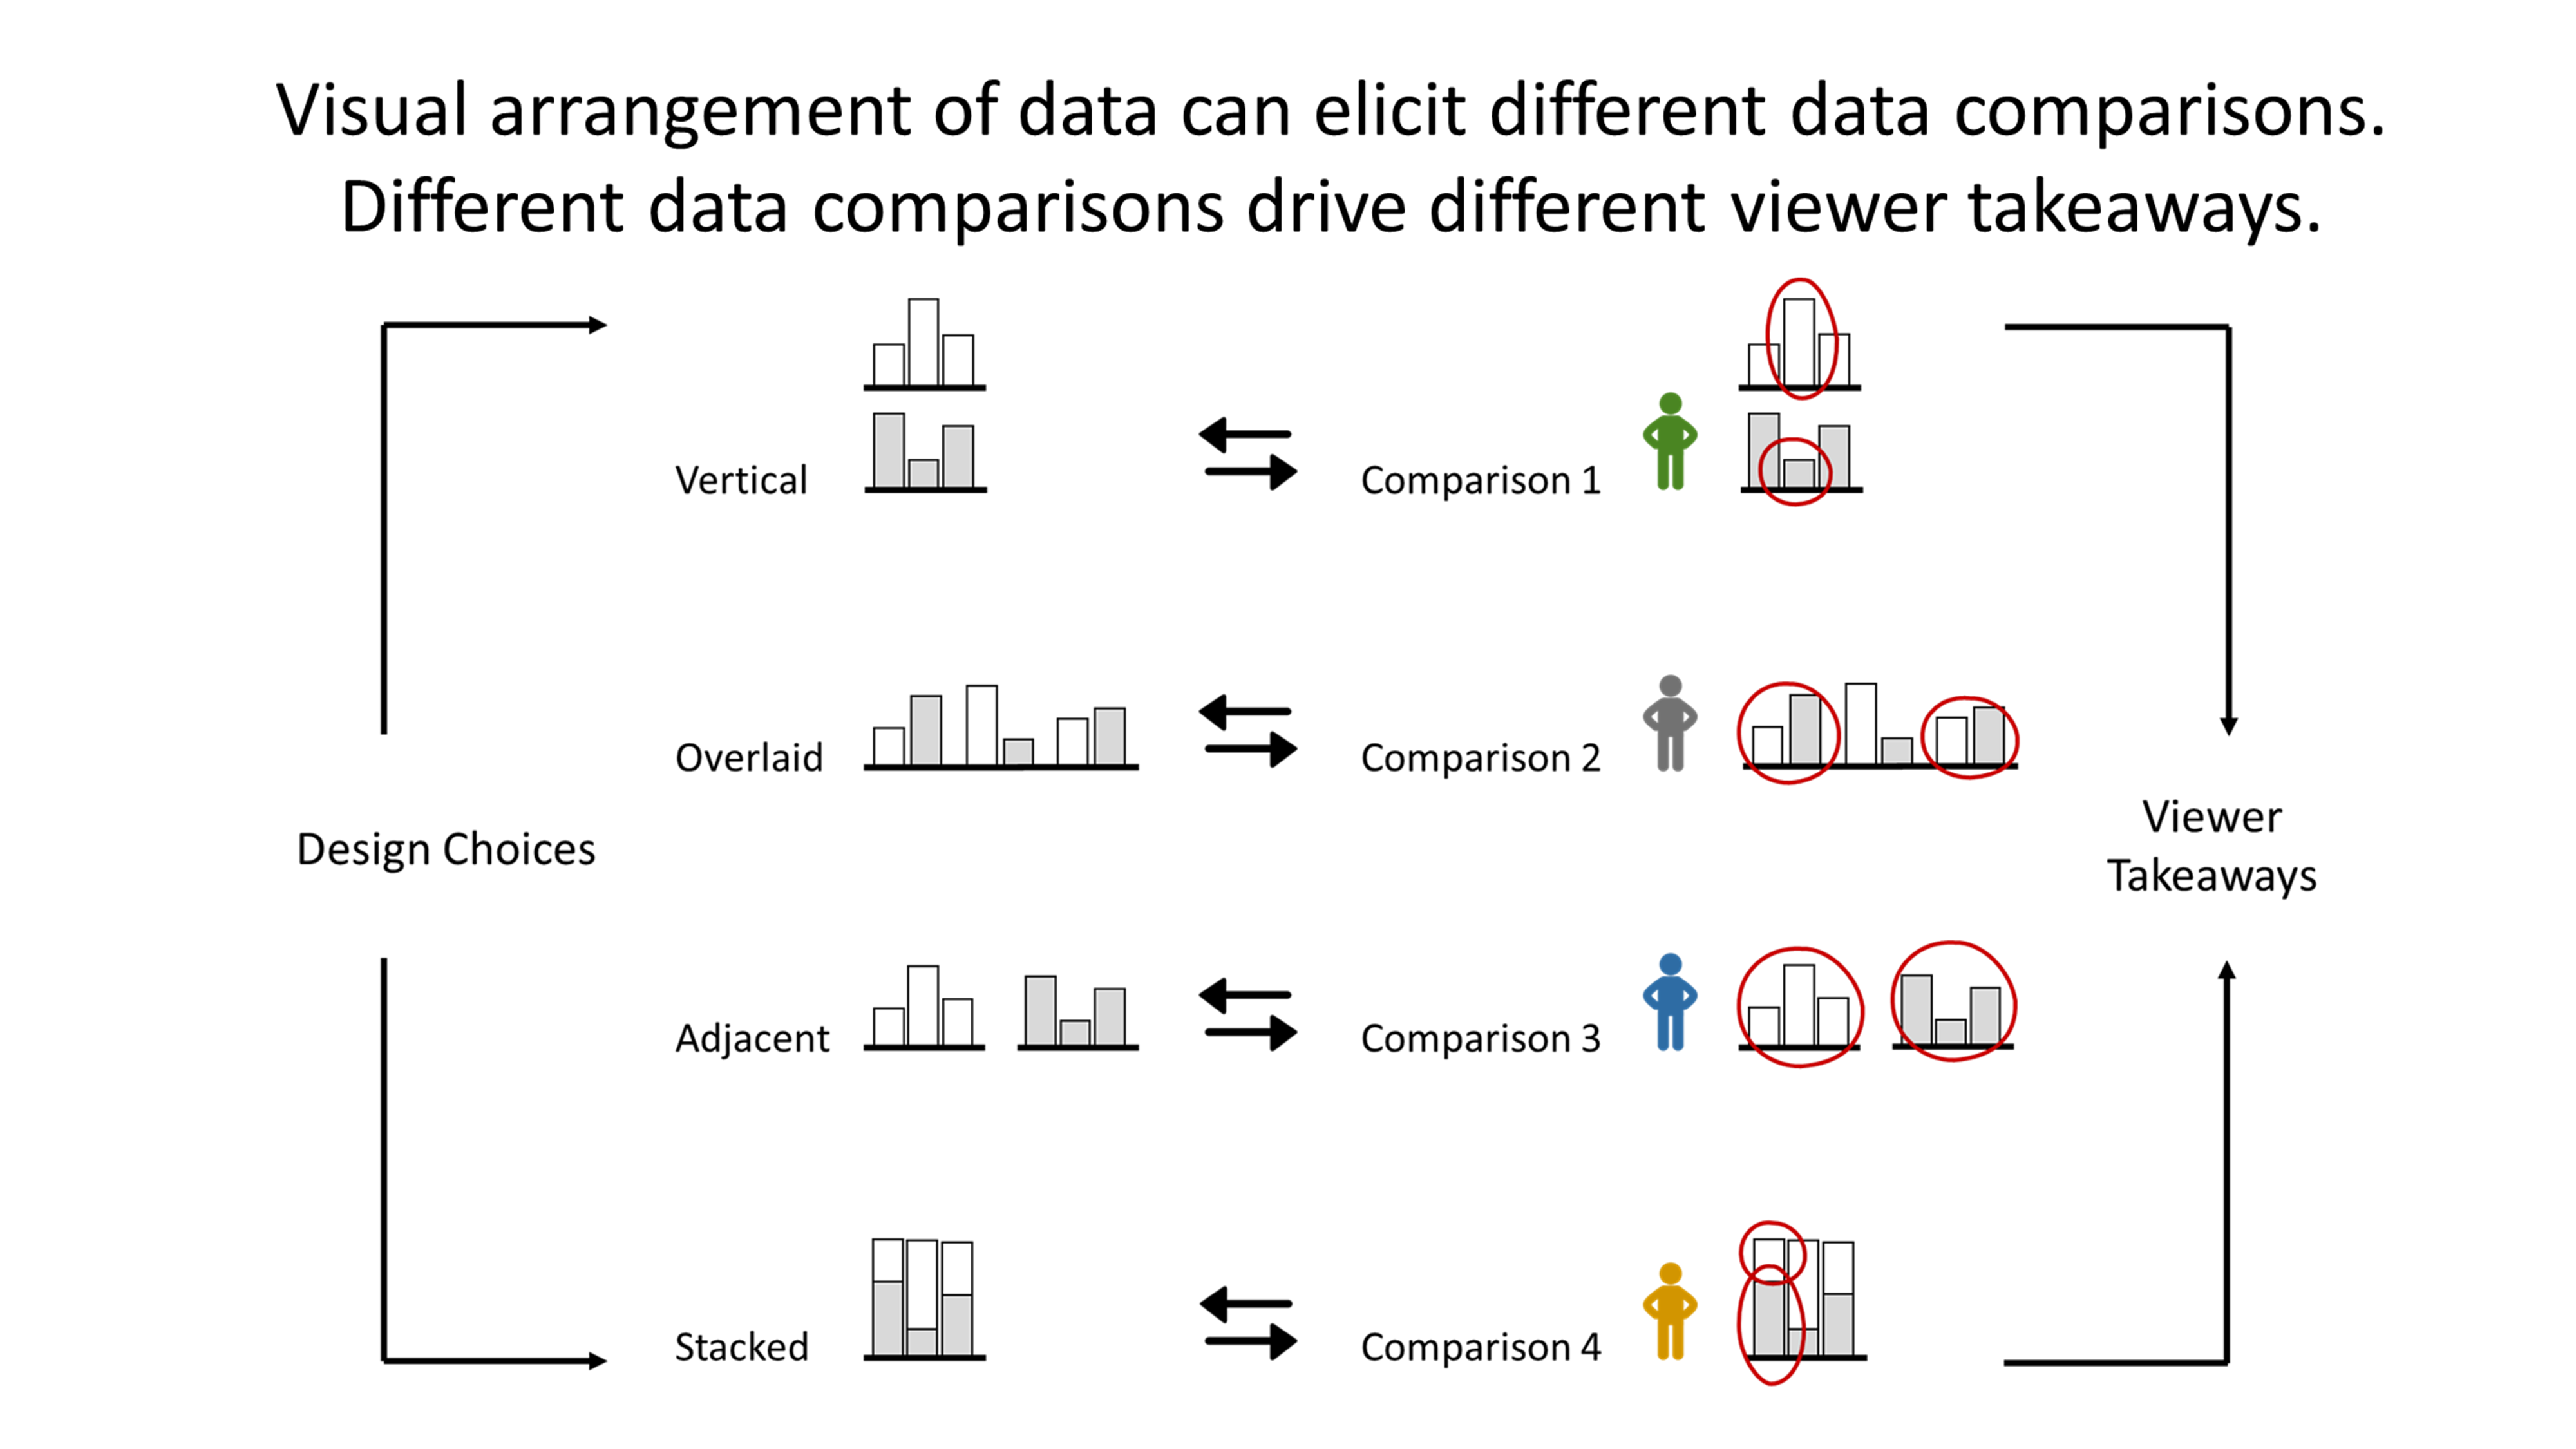 Visual arrangement of data can elicit different data comparisons.
Different data comparisons drive different viewer takeaways.
Design Choices
Vertical
Comparison 1
Overlaid
Comparison 2
Adjacent
Comparison 3
Stacked
Comparison 4
Viewer
Takeaways